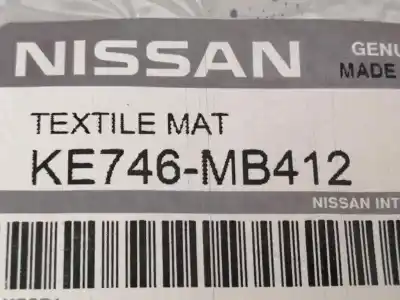 NISSAN
GENU
MADE
TEXTILE MAT
KE746-MB412
NISSAN INT